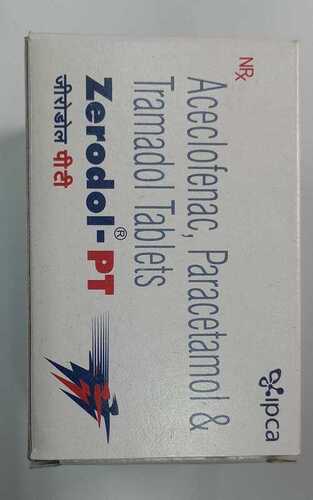 NRx
Aceclofenac, Paracetamol &
Tramadol Tablets
Zerodol®-PT
ज़ीरोडोल पीटी
ipca